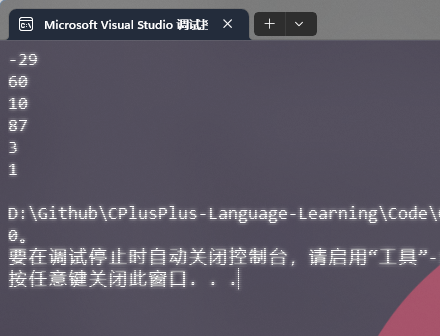 Microsoft Visual Studio 调试
-29
60
10
87
3
1
D:\Github\CPlusPlus-Language-Learning\Code\
0。
要在调试停止时自动关闭控制台，请启用“工具”-
按任意键关闭此窗口. . .